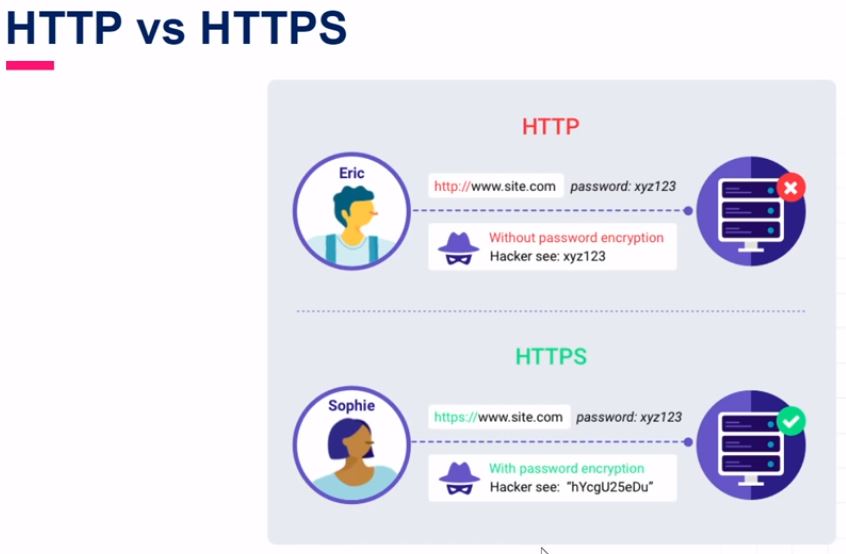 HTTP vs HTTPS
HTTP
Eric
http://www.site.com password: xyz123
Without password encryption
Hacker see: xyz123
HTTPS
Sophie
https://www.site.com password: xyz123
With password encryption
Hacker see: “hYcgU25eDu”